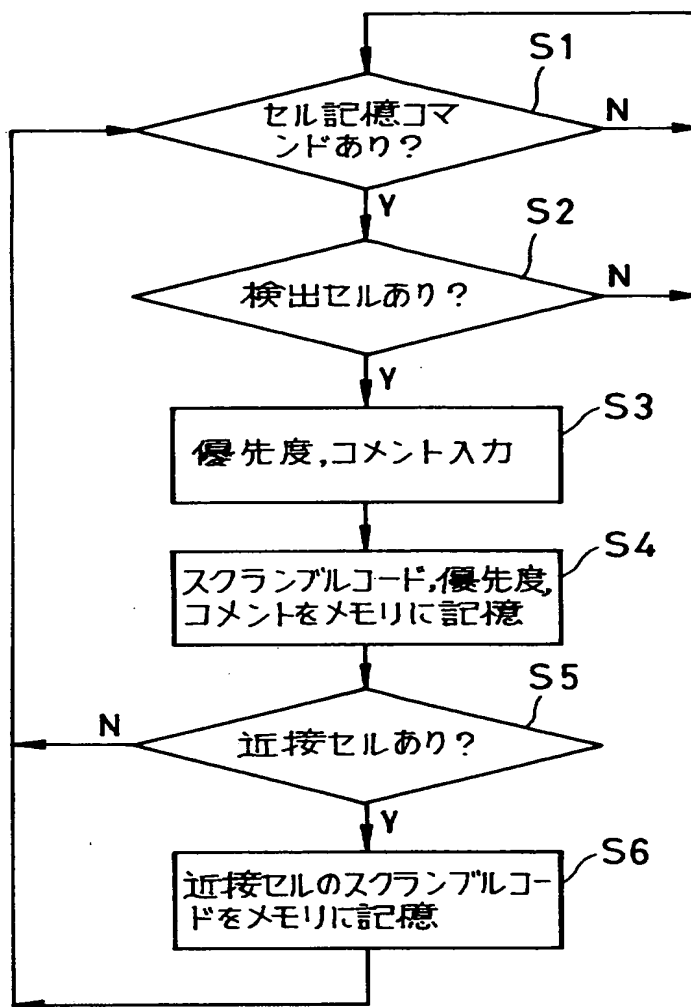 S1
セル記憶コマ
ンドあり?
N
Y
S2
検出セルあり?
N
Y
S3
優先度,コメント入力
S4
スクランブルコード,優先度,
コメントをメモリに記憶
S5
N
近接セルあり?
Y
S6
近接セルのスクランブルコー
ドをメモリに記憶